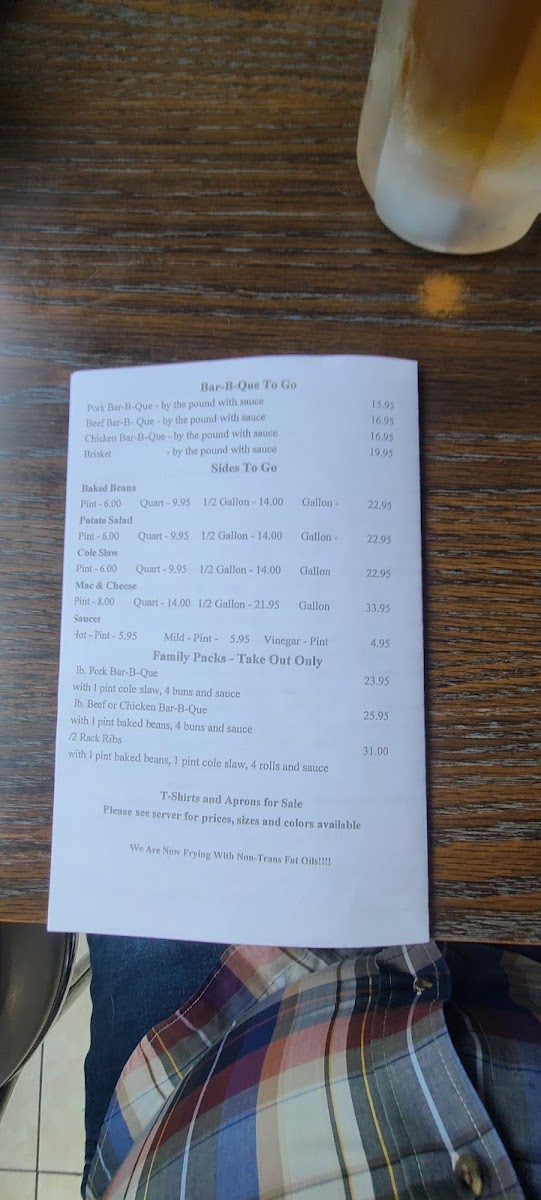 Bar-B-Que To Go
Pork Bar-B-Que - by the pound with sauce 15.95
Beef Bar-B- Que - by the pound with sauce 16.95
Chicken Bar-B-Que - by the pound with sauce 16.95
Brisket - by the pound with sauce 19.95
Sides To Go
Baked Beans
Pint - 6.00 Quart - 9.95 1/2 Gallon - 14.00 Gallon - 22.95
Potato Salad
Pint - 6.00 Quart - 9.95 1/2 Gallon - 14.00 Gallon - 22.95
Cole Slaw
Pint - 6.00 Quart - 9.95 1/2 Gallon - 14.00 Gallon 22.95
Mac & Cheese
Pint - 8.00 Quart - 14.00 1/2 Gallon - 21.95 Gallon 33.95
Sauces
Hot - Pint - 5.95 Mild - Pint - 5.95 Vinegar - Pint 4.95
Family Packs - Take Out Only
lb. Pork Bar-B-Que 23.95
with 1 pint cole slaw, 4 buns and sauce
lb. Beef or Chicken Bar-B-Que 25.95
with 1 pint baked beans, 4 buns and sauce
/2 Rack Ribs 31.00
with 1 pint baked beans, 1 pint cole slaw, 4 rolls and sauce
T-Shirts and Aprons for Sale
Please see server for prices, sizes and colors available
We Are Now Frying With Non-Trans Fat Oils!!!!